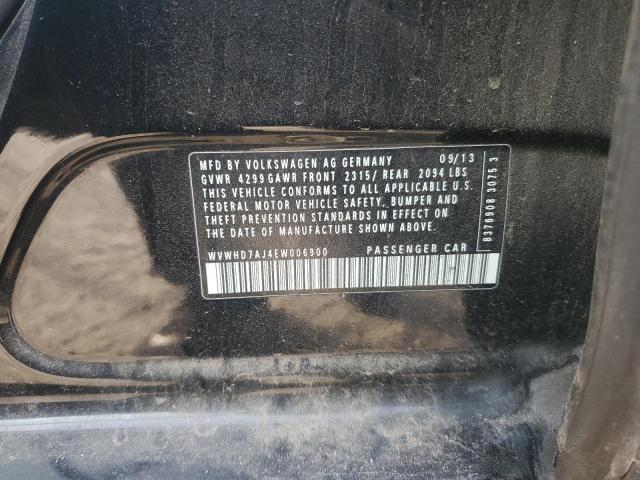 MFD BY VOLKSWAGEN AG GERMANY 09/13
GVWR 4299 GAWR FRONT 2315/ REAR 2094 LBS
THIS VEHICLE CONFORMS TO ALL APPLICABLE U.S.
FEDERAL MOTOR VEHICLE SAFETY, BUMPER AND
THEFT PREVENTION STANDARDS IN EFFECT ON
THE DATE OF MANUFACTURE SHOWN ABOVE.
WVWHD7AJ4EW006900 PASSENGER CAR
8376908 3075 3